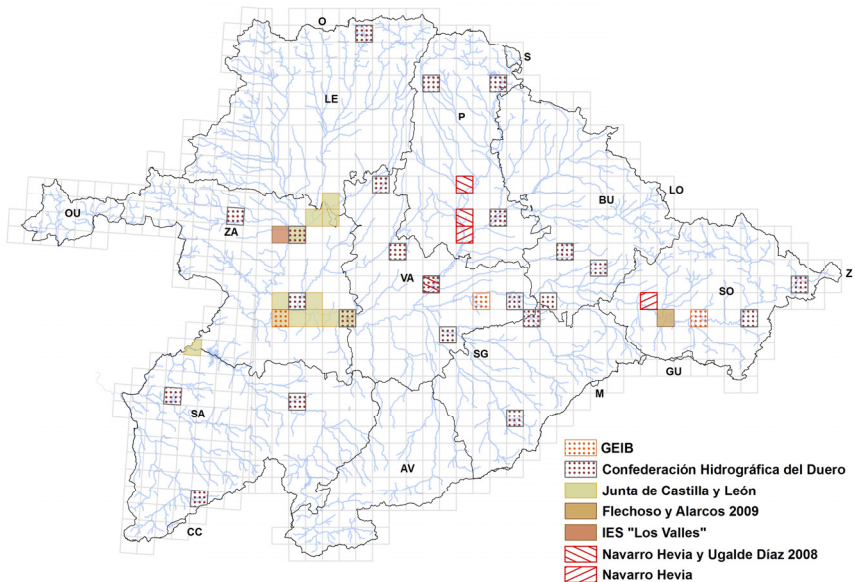 O
S
LE
P
LO
BU
OU
ZA
VA
Z
SO
SG
GU
M
SA
AV
CC
GEIB
Confederación Hidrográfica del Duero
Junta de Castilla y León
Flechoso y Alarcos 2009
IES "Los Valles"
Navarro Hevia y Ugalde Díaz 2008
Navarro Hevia